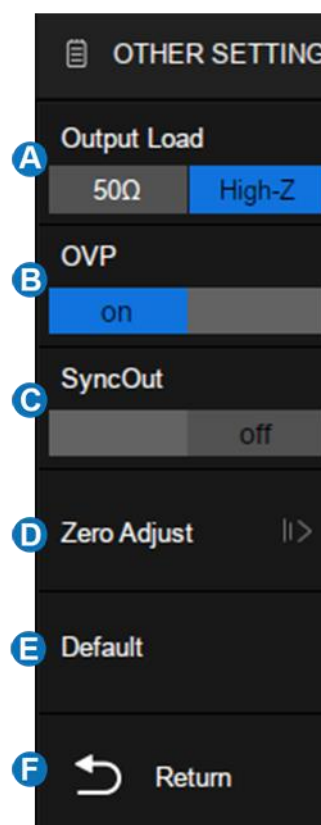 OTHER SETTING
A
Output Load
50Ω High-Z
B
OVP
on
C
SyncOut
off
D
Zero Adjust
E
Default
F
Return